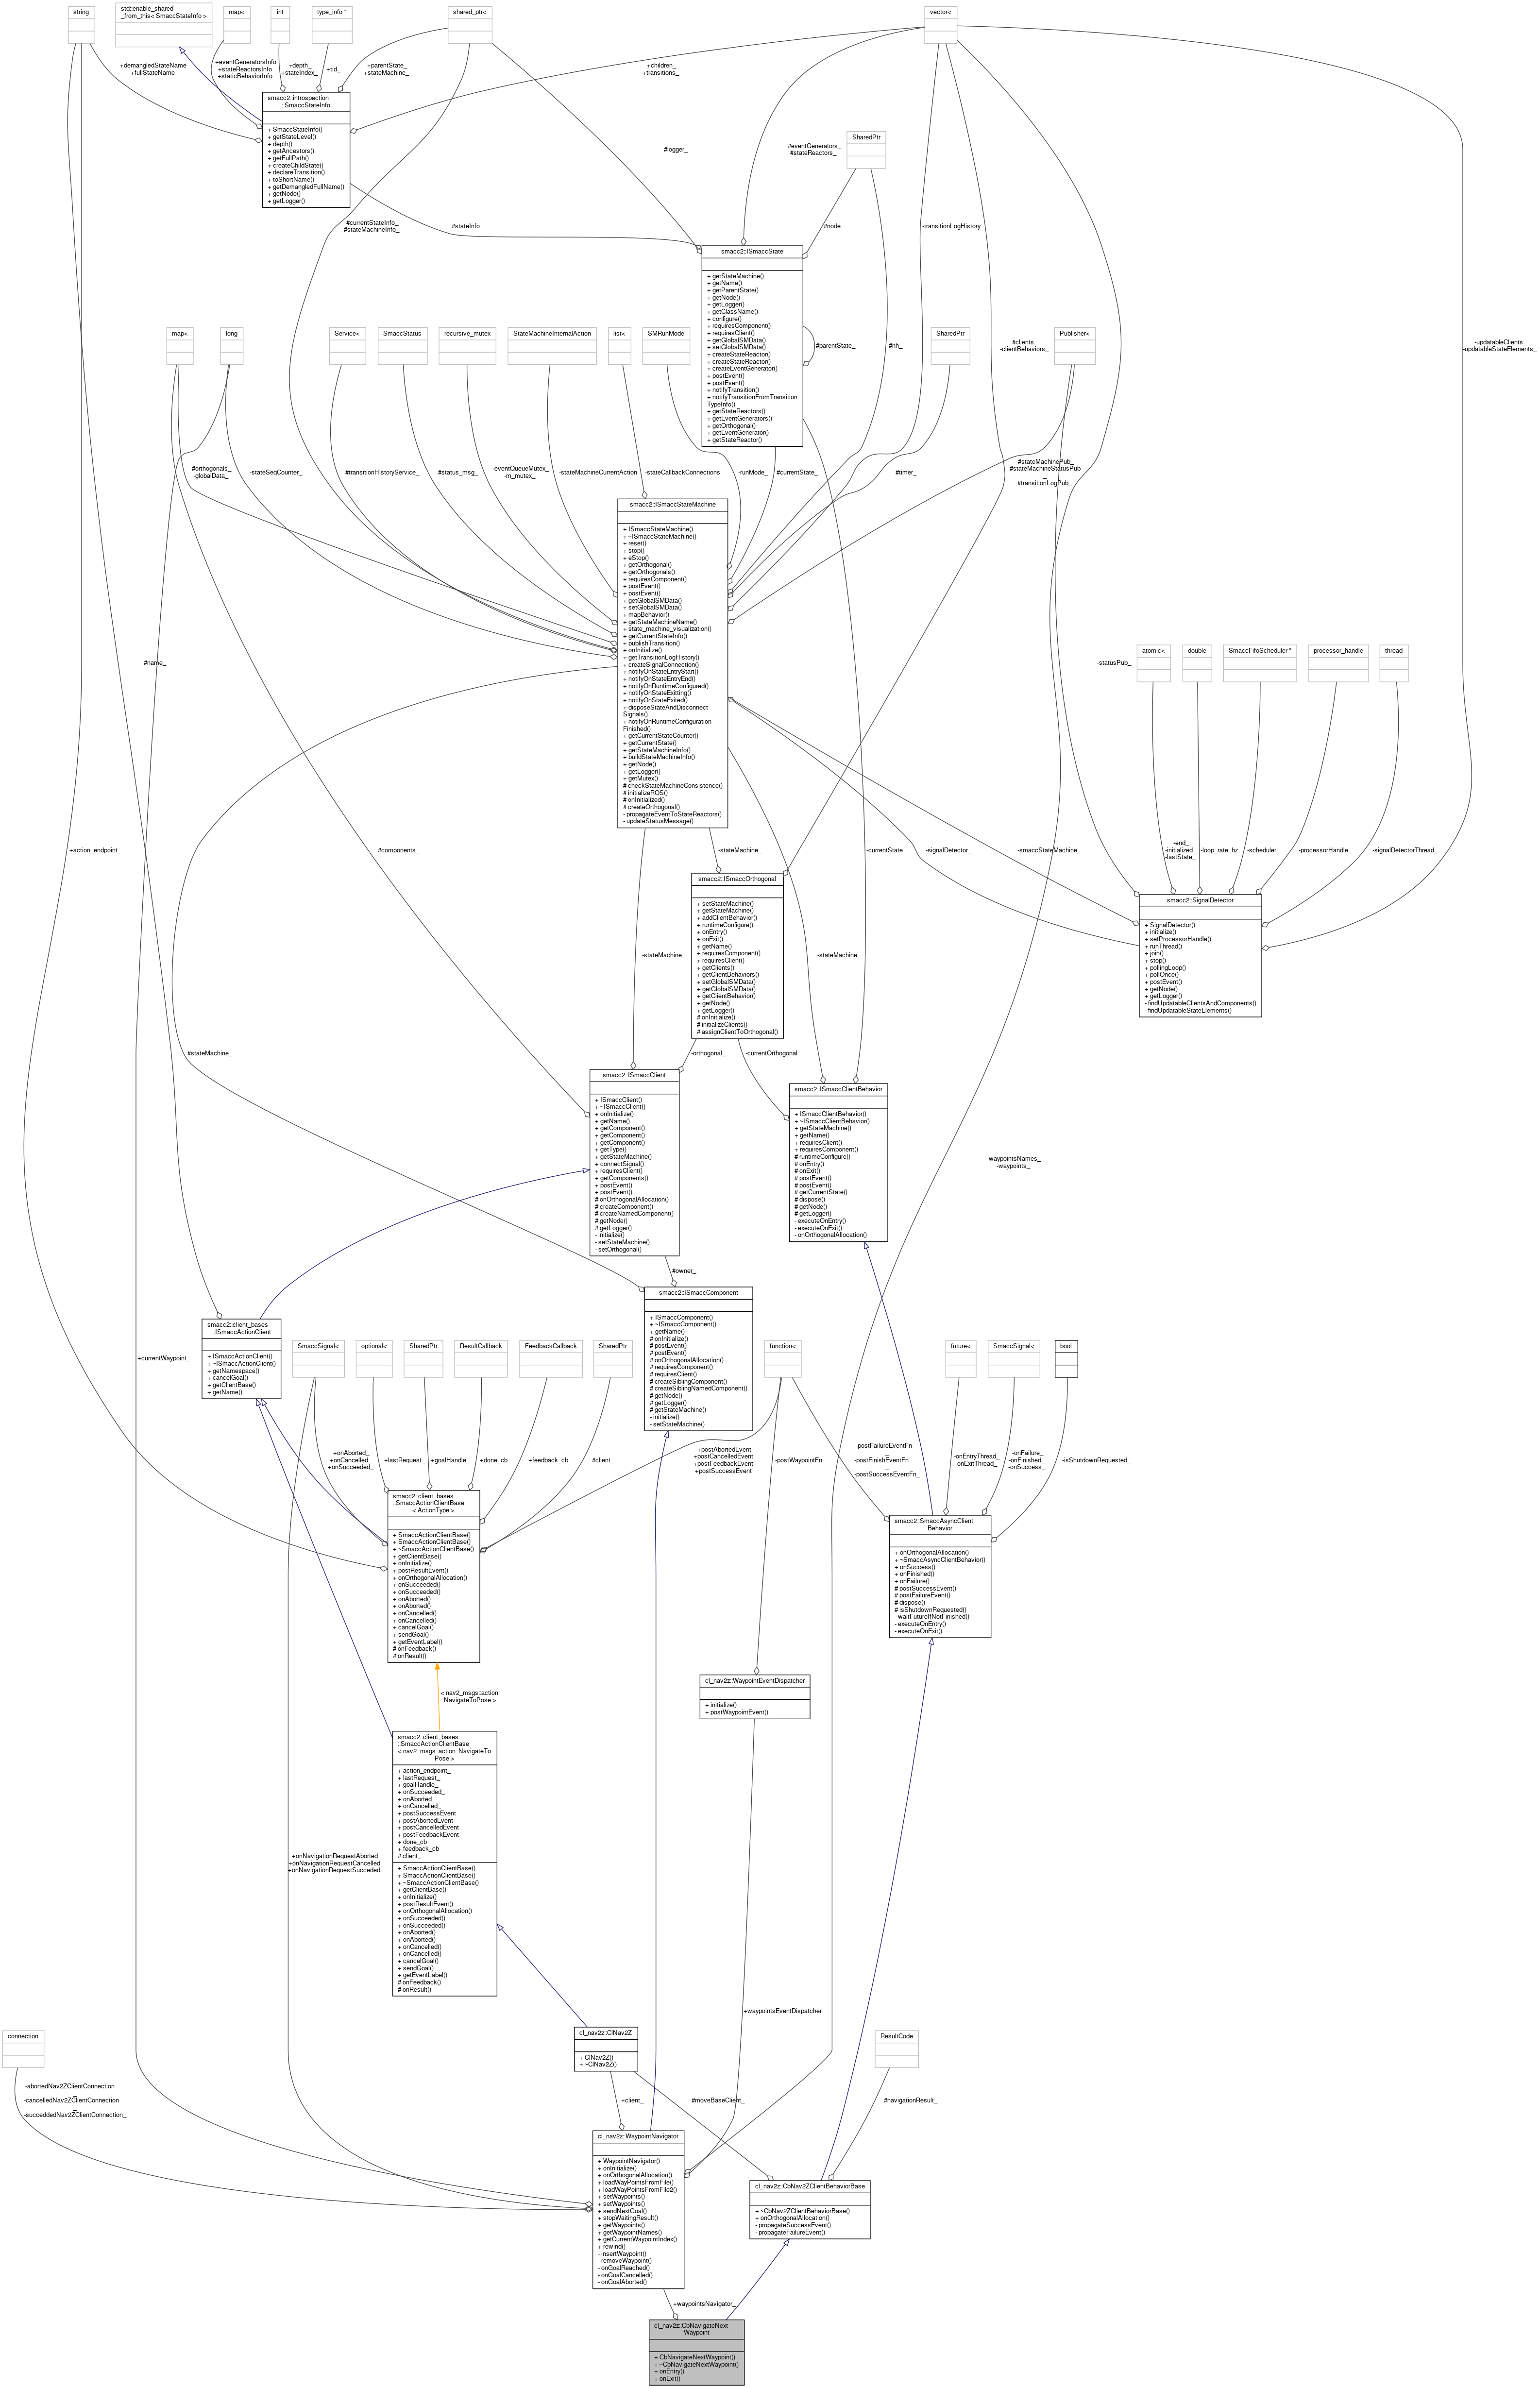 string
std::enable_shared
_from_this< SmaccStateInfo >
map<
int
type_info *
shared_ptr<
vector<
+demangledStateName
+fullStateName
+eventGeneratorsInfo
+stateReactorsInfo
+staticBehaviorInfo
+depth_
+stateIndex_
+tid_
+parentState_
+stateMachine_
+children_
+transitions_
smacc2::introspection
::SmaccStateInfo
+ SmaccStateInfo()
+ getStateLevel()
+ depth()
+ getAncestors()
+ getFullPath()
+ createChildState()
+ declareTransition()
+ toShortName()
+ getDemangledFullName()
+ getNode()
+ getLogger()
#logger_
#eventGenerators_
#stateReactors_
SharedPtr
#currentStateInfo_
#stateMachineInfo_
#stateInfo_
#node_
-transitionLogHistory_
smacc2::ISmaccState
+ getStateMachine()
+ getName()
+ getParentState()
+ getNode()
+ getLogger()
+ getClassName()
+ configure()
+ requiresComponent()
+ requiresClient()
+ getGlobalSMData()
+ setGlobalSMData()
+ createStateReactor()
+ createStateReactor()
+ createEventGenerator()
+ postEvent()
+ postEvent()
+ notifyTransition()
+ notifyTransitionFromTransition
TypeInfo()
+ getStateReactors()
+ getEventGenerators()
+ getOrthogonal()
+ getEventGenerator()
+ getStateReactor()
#parentState_
#nh_
map<
long
Service<
SmaccStatus
recursive_mutex
StateMachineInternalAction
list<
SMRunMode
SharedPtr
Publisher<
#clients_
-clientBehaviors_
-updatableClients_
-updatableStateElements_
#orthogonals_
-globalData_
-stateSeqCounter_
#transitionHistoryService_
#status_msg_
-eventQueueMutex_
-m_mutex_
-stateMachineCurrentAction
-stateCallbackConnections
-runMode_
#currentState_
#timer_
#stateMachinePub_
#stateMachineStatusPub
_
#transitionLogPub_
smacc2::ISmaccStateMachine
+ ISmaccStateMachine()
+ ~ISmaccStateMachine()
+ reset()
+ stop()
+ eStop()
+ getOrthogonal()
+ getOrthogonals()
+ requiresComponent()
+ postEvent()
+ postEvent()
+ getGlobalSMData()
+ setGlobalSMData()
+ mapBehavior()
+ getStateMachineName()
+ state_machine_visualization()
+ getCurrentStateInfo()
+ publishTransition()
+ onInitialize()
+ getTransitionLogHistory()
+ createSignalConnection()
+ notifyOnStateEntryStart()
+ notifyOnStateEntryEnd()
+ notifyOnRuntimeConfigured()
+ notifyOnStateExitting()
+ notifyOnStateExited()
+ disposeStateAndDisconnect
Signals()
+ notifyOnRuntimeConfiguration
Finished()
+ getCurrentStateCounter()
+ getCurrentState()
+ getStateMachineInfo()
+ buildStateMachineInfo()
+ getNode()
+ getLogger()
+ getMutex()
# checkStateMachineConsistence()
# initializeROS()
# onInitialized()
# createOrthogonal()
- propagateEventToStateReactors()
- updateStatusMessage()
#name_
-statusPub_
atomic<
double
SmaccFifoScheduler *
processor_handle
thread
+action_endpoint_
#components_
-stateMachine_
-currentState
-signalDetector_
-smaccStateMachine_
-end_
-initialized_
-lastState_
-loop_rate_hz
-scheduler_
-processorHandle_
-signalDetectorThread_
smacc2::ISmaccOrthogonal
+ setStateMachine()
+ getStateMachine()
+ addClientBehavior()
+ runtimeConfigure()
+ onEntry()
+ onExit()
+ getName()
+ requiresComponent()
+ requiresClient()
+ getClients()
+ getClientBehaviors()
+ setGlobalSMData()
+ getGlobalSMData()
+ getClientBehavior()
+ getNode()
+ getLogger()
# onInitialize()
# initializeClients()
# assignClientToOrthogonal()
smacc2::SignalDetector
+ SignalDetector()
+ initialize()
+ setProcessorHandle()
+ runThread()
+ join()
+ stop()
+ pollingLoop()
+ pollOnce()
+ postEvent()
+ getNode()
+ getLogger()
- findUpdatableClientsAndComponents()
- findUpdatableStateElements()
-stateMachine_
-stateMachine_
#stateMachine_
-orthogonal_
-currentOrthogonal
smacc2::ISmaccClient
+ ISmaccClient()
+ ~ISmaccClient()
+ onInitialize()
+ getName()
+ getComponent()
+ getComponent()
+ getComponent()
+ getType()
+ getStateMachine()
+ connectSignal()
+ requiresClient()
+ getComponents()
+ postEvent()
+ postEvent()
# onOrthogonalAllocation()
# createComponent()
# createNamedComponent()
# getNode()
# getLogger()
- initialize()
- setStateMachine()
- setOrthogonal()
smacc2::ISmaccClientBehavior
+ ISmaccClientBehavior()
+ ~ISmaccClientBehavior()
+ getStateMachine()
+ getName()
+ requiresClient()
+ requiresComponent()
# runtimeConfigure()
# onEntry()
# onExit()
# postEvent()
# postEvent()
# getCurrentState()
# dispose()
# getNode()
# getLogger()
- executeOnEntry()
- executeOnExit()
- onOrthogonalAllocation()
-waypointsNames_
-waypoints_
#owner_
smacc2::ISmaccComponent
+ ISmaccComponent()
+ ~ISmaccComponent()
+ getName()
# onInitialize()
# postEvent()
# postEvent()
# onOrthogonalAllocation()
# requiresComponent()
# requiresClient()
# createSiblingComponent()
# createSiblingNamedComponent()
# getNode()
# getLogger()
# getStateMachine()
- initialize()
- setStateMachine()
smacc2::client_bases
::ISmaccActionClient
+ ISmaccActionClient()
+ ~ISmaccActionClient()
+ getNamespace()
+ cancelGoal()
+ getClientBase()
+ getName()
+currentWaypoint_
SmaccSignal<
optional<
SharedPtr
ResultCallback
FeedbackCallback
SharedPtr
function<
future<
SmaccSignal<
bool
+onAborted_
+onCancelled_
+onSucceeded_
+lastRequest_
+goalHandle_
+done_cb
+feedback_cb
#client_
+postAbortedEvent
+postCancelledEvent
+postFeedbackEvent
+postSuccessEvent
-postWaypointFn
-postFailureEventFn
_
-postFinishEventFn
_
-postSuccessEventFn_
-onEntryThread_
-onExitThread_
-onFailure_
-onFinished_
-onSuccess_
-isShutdownRequested_
smacc2::client_bases
::SmaccActionClientBase
< ActionType >
+ SmaccActionClientBase()
+ SmaccActionClientBase()
+ ~SmaccActionClientBase()
+ getClientBase()
+ onInitialize()
+ postResultEvent()
+ onOrthogonalAllocation()
+ onSucceeded()
+ onSucceeded()
+ onAborted()
+ onAborted()
+ onCancelled()
+ onCancelled()
+ cancelGoal()
+ sendGoal()
+ getEventLabel()
# onFeedback()
# onResult()
smacc2::SmaccAsyncClient
Behavior
+ onOrthogonalAllocation()
+ ~SmaccAsyncClientBehavior()
+ onSuccess()
+ onFinished()
+ onFailure()
# postSuccessEvent()
# postFailureEvent()
# dispose()
# isShutdownRequested()
- waitFutureIfNotFinished()
- executeOnEntry()
- executeOnExit()
< nav2_msgs::action
::NavigateToPose >
cl_nav2z::WaypointEventDispatcher
+ initialize()
+ postWaypointEvent()
smacc2::client_bases
::SmaccActionClientBase
< nav2_msgs::action::NavigateTo
Pose >
+ action_endpoint_
+ lastRequest_
+ goalHandle_
+ onSucceeded_
+ onAborted_
+ onCancelled_
+ postSuccessEvent
+ postAbortedEvent
+ postCancelledEvent
+ postFeedbackEvent
+ done_cb
+ feedback_cb
# client_
+ SmaccActionClientBase()
+ SmaccActionClientBase()
+ ~SmaccActionClientBase()
+ getClientBase()
+ onInitialize()
+ postResultEvent()
+ onOrthogonalAllocation()
+ onSucceeded()
+ onSucceeded()
+ onAborted()
+ onAborted()
+ onCancelled()
+ onCancelled()
+ cancelGoal()
+ sendGoal()
+ getEventLabel()
# onFeedback()
# onResult()
+onNavigationRequestAborted
+onNavigationRequestCancelled
+onNavigationRequestSucceded
+waypointsEventDispatcher
connection
cl_nav2z::ClNav2Z
+ ClNav2Z()
+ ~ClNav2Z()
ResultCode
-abortedNav2ZClientConnection
_
-cancelledNav2ZClientConnection
_
-succeddedNav2ZClientConnection_
+client_
#moveBaseClient_
#navigationResult_
cl_nav2z::WaypointNavigator
+ WaypointNavigator()
+ onInitialize()
+ onOrthogonalAllocation()
+ loadWayPointsFromFile()
+ loadWayPointsFromFile2()
+ setWaypoints()
+ setWaypoints()
+ sendNextGoal()
+ stopWaitingResult()
+ getWaypoints()
+ getWaypointNames()
+ getCurrentWaypointIndex()
+ rewind()
- insertWaypoint()
- removeWaypoint()
- onGoalReached()
- onGoalCancelled()
- onGoalAborted()
cl_nav2z::CbNav2ZClientBehaviorBase
+ ~CbNav2ZClientBehaviorBase()
+ onOrthogonalAllocation()
- propagateSuccessEvent()
- propagateFailureEvent()
+waypointsNavigator_
cl_nav2z::CbNavigateNext
Waypoint
+ CbNavigateNextWaypoint()
+ ~CbNavigateNextWaypoint()
+ onEntry()
+ onExit()